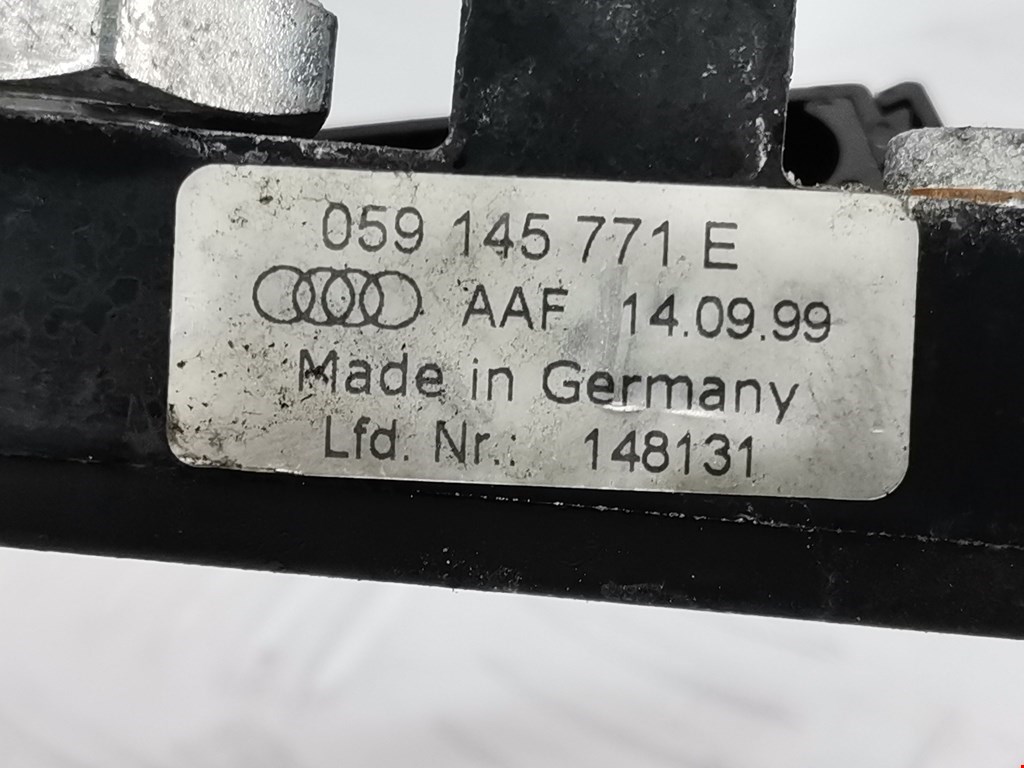 059 145 771 E
AAF 14.09.99
Made in Germany
Lfd. Nr.: 148131